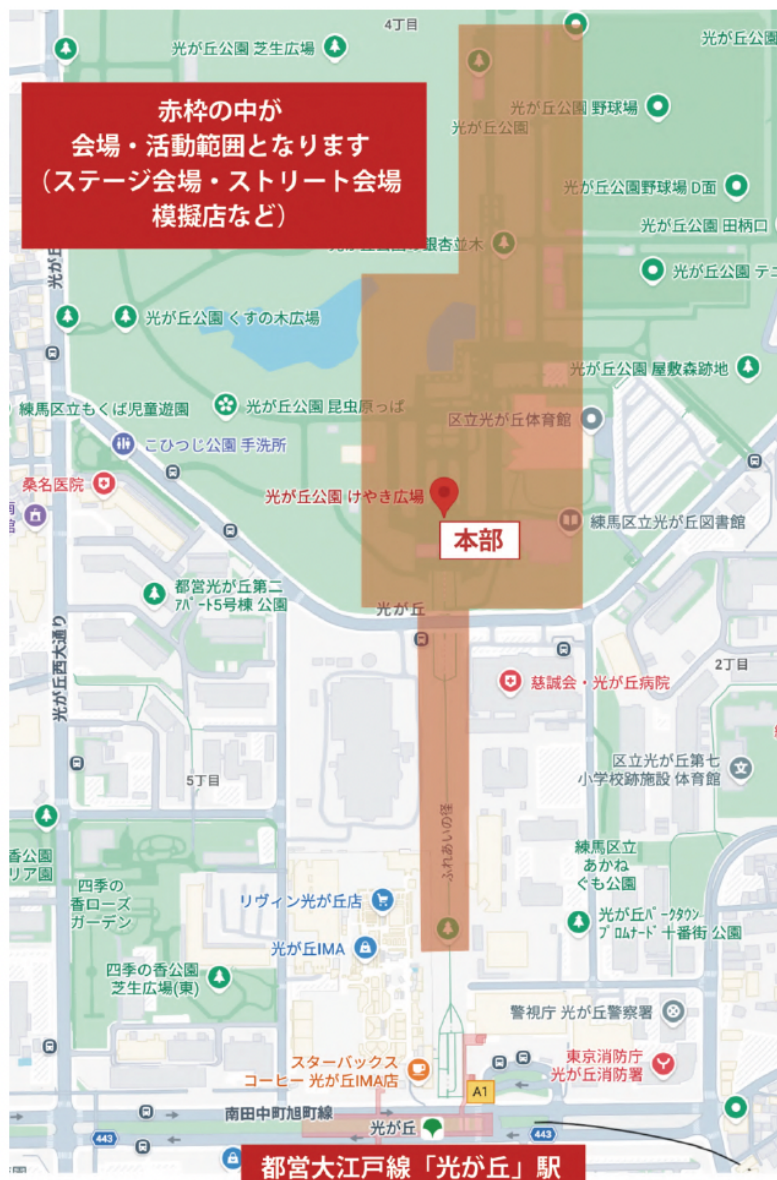 4丁目
光が丘公園 芝生広場
光が丘公園
赤枠の中が
会場・活動範囲となります
（ステージ会場・ストリート会場
模擬店など）
光が丘公園 野球場
光が丘公園
光が丘公園野球場 D面
光が丘公園 田柄口
銀杏並木
光が丘公園 テニ
光が丘公園 くすの木広場
光が丘公園 屋敷森跡地
練馬区立もくば児童遊園
光が丘公園 昆虫原っぱ
区立光が丘体育館
こひつじ公園 手洗所
桑名医院
光が丘公園 けやき広場
練馬区立光が丘図書館
本部
都営光が丘第二
アパート5号棟 公園
光が丘
光が丘西大通り
2丁目
慈誠会・光が丘病院
区立光が丘第七
小学校跡施設 体育館
5丁目
ふれあいの径
練馬区立
あかね
ぐも公園
香公園
リア園
四季の
香ローズ
ガーデン
リヴィン光が丘店
光が丘パークタウン
プロムナード十番街 公園
光が丘IMA
四季の香公園
芝生広場(東)
警視庁 光が丘警察署
スターバックス
コーヒー 光が丘IMA店
東京消防庁
光が丘消防署
A1
南田中町旭町線
光が丘
443
443
都営大江戸線「光が丘」駅